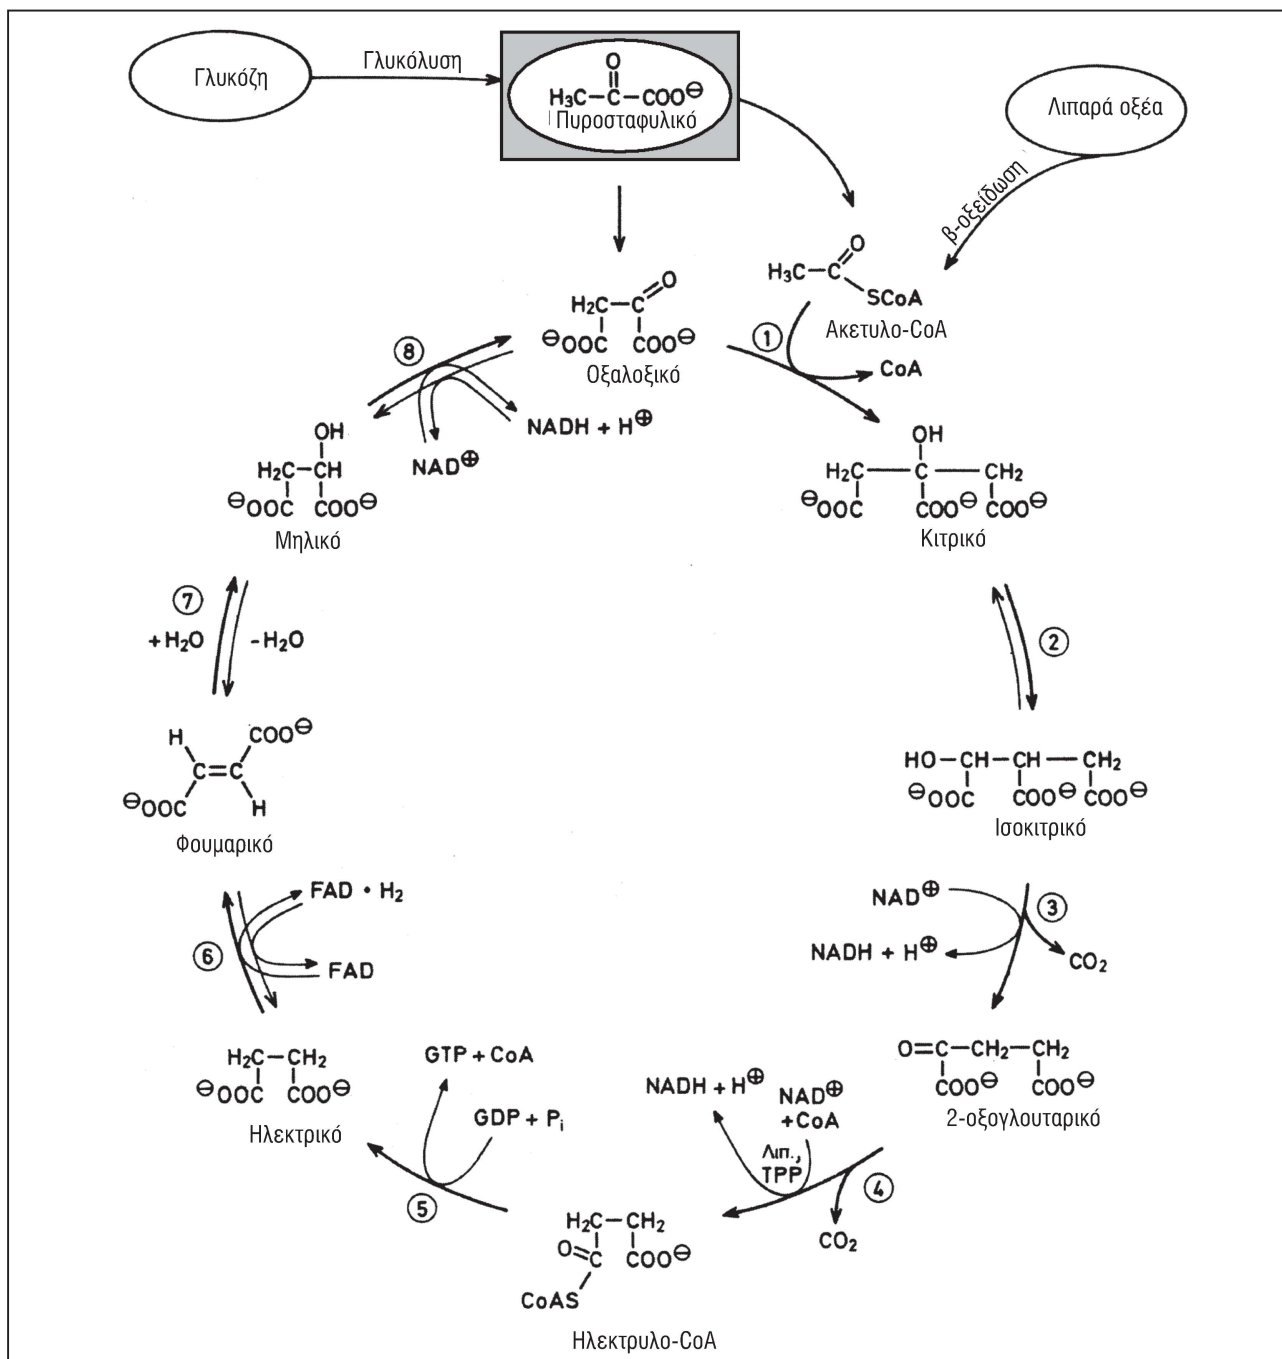 Γλυκόζη
Γλυκόλυση
O
H₃C–C–COO⊖
Πυροσταφυλικό
Λιπαρά οξέα
β-οξείδωση
O
H₃C–C
SCoA
Ακετυλο-CoA
O
H₂C–C
⊖OOC COO⊖
Οξαλοξικό
①
CoA
⑧
NADH + H⊕
NAD⊕
OH
H₂C–CH
⊖OOC COO⊖
Μηλικό
OH
H₂C–C–CH₂
⊖OOC COO⊖ COO⊖
Κιτρικό
⑦
+H₂O -H₂O
②
H COO⊖
C=C
⊖OOC H
Φουμαρικό
HO–CH–CH–CH₂
⊖OOC COO⊖ COO⊖
Ισοκιτρικό
FAD • H₂
⑥
FAD
NAD⊕
③
NADH + H⊕
CO₂
H₂C–CH₂
⊖OOC COO⊖
Ηλεκτρικό
O=C–CH₂–CH₂
COO⊖ COO⊖
2-οξογλουταρικό
GTP + CoA
GDP + Pᵢ
⑤
NADH + H⊕
NAD⊕
+CoA
Λιπ.,
TPP
④
CO₂
H₂C–CH₂
O=C COO⊖
CoAS
Ηλεκτρυλο-CoA